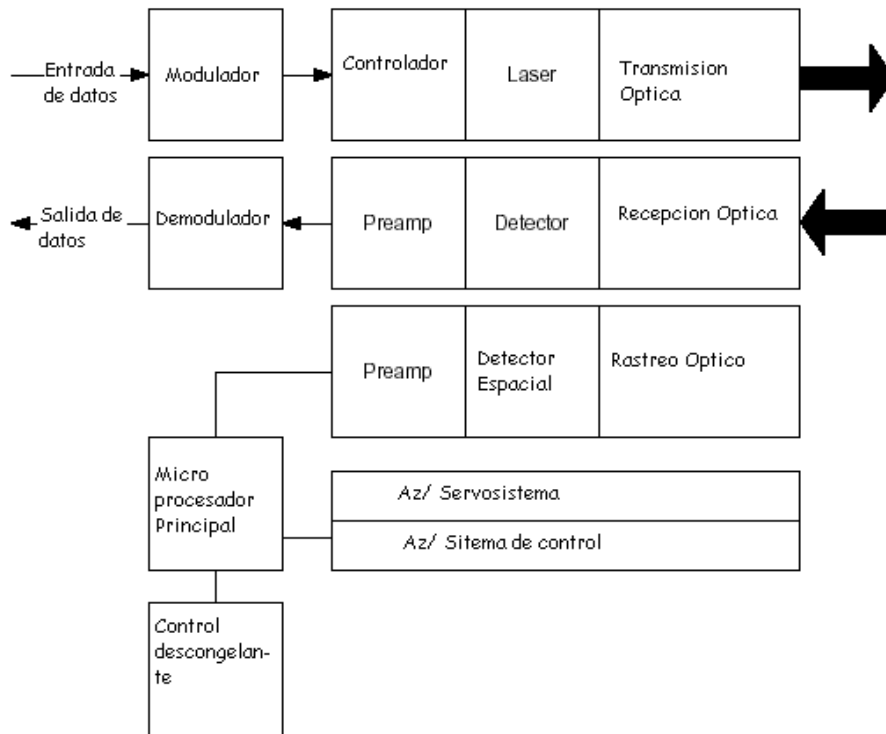 Entrada
de datos
Modulador
Controlador
Laser
Transmision
Optica
Salida de
datos
Demodulador
Preamp
Detector
Recepcion Optica
Preamp
Detector
Espacial
Rastreo Optico
Micro
procesador
Principal
Az/ Servosistema
Az/ Sitema de control
Control
descongelan-
te